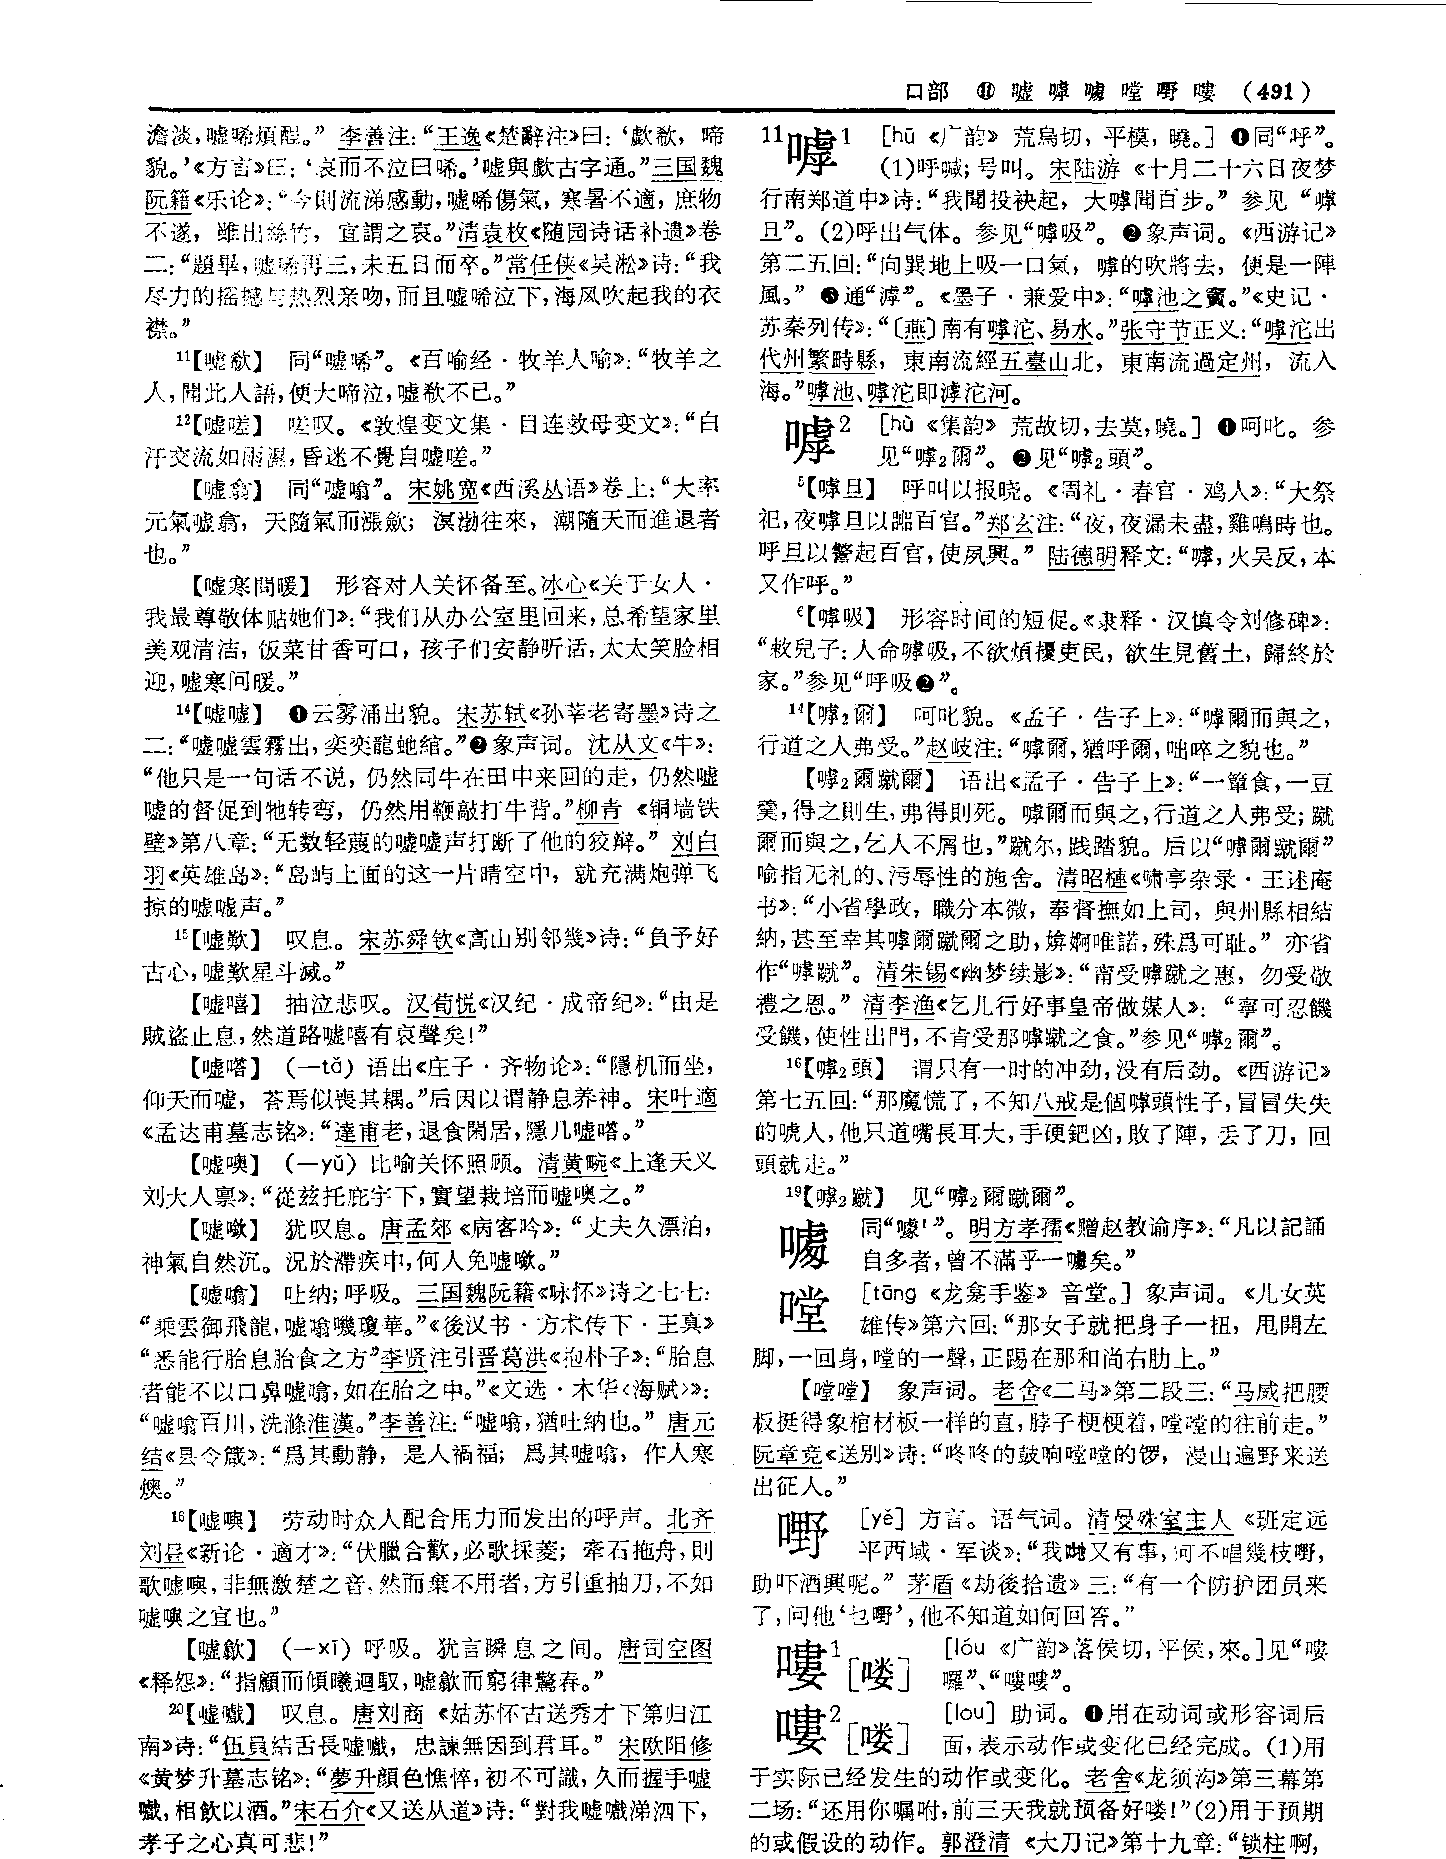 口部 ⑪ 嘘嘑㗲嘡嘢嘍 (491)
澹淡,嘘唏煩酲。” 李善注:“王逸《楚辭注》曰:‘歔欷, 啼
貌。’《方言》曰: ‘哀而不泣曰唏。’嘘與歔古字通。”三国魏
阮籍《乐论》:“今則流涕感動,嘘唏傷氣, 寒暑不適, 庶物
不遂, 雖出絲竹, 宜謂之哀。”清袁枚《随园诗话补遗》卷
二:“題畢,嘘唏再三,未五日而卒。”常任侠《吴淞》诗:“我
尽力的摇撼与热烈亲吻,而且嘘唏泣下,海风吹起我的衣
襟。”
11【嘘欷】 同“嘘唏”。《百喻经·牧羊人喻》:“牧羊之
人,聞此人語,便大啼泣,嘘欷不已。”
12【嘘嗟】 嗟叹。《敦煌变文集·目连救母变文》:“白
汗交流如雨濕,昏迷不覺自嘘嗟。”
【嘘翕】 同“嘘噏”。宋姚宽《西溪丛语》卷上:“大率
元氣嘘翕, 天隨氣而漲歛; 溟渤往來, 潮隨天而進退者
也。”
【嘘寒問暖】 形容对人关怀备至。冰心《关于女人·
我最尊敬体贴她们》:“我们从办公室里回来,总希望家里
美观清洁, 饭菜甘香可口, 孩子们安静听话,太太笑脸相
迎,嘘寒问暖。”
14【嘘嘘】 ❶云雾涌出貌。宋苏轼《孙莘老寄墨》诗之
二:“嘘嘘雲霧出,奕奕龍虵綰。”❷象声词。沈从文《牛》:
“他只是一句话不说, 仍然同牛在田中来回的走, 仍然嘘
嘘的督促到牠转弯, 仍然用鞭敲打牛背。”柳青 《铜墙铁
壁》第八章:“无数轻蔑的嘘嘘声打断了他的狡辩。” 刘白
羽《英雄岛》:“岛屿上面的这一片晴空中, 就充满炮弹飞
掠的嘘嘘声。”
15【嘘歎】 叹息。宋苏舜钦《高山别邻幾》诗:“負予好
古心,嘘歎星斗滅。”
【嘘嘻】 抽泣悲叹。汉荀悦《汉纪·成帝纪》:“由是
賊盜止息,然道路嘘嘻有哀聲矣!”
【嘘嗒】 (—tà) 语出《庄子·齐物论》:“隱机而坐,
仰天而嘘, 荅焉似喪其耦。”后因以谓静息养神。宋叶適
《孟达甫墓志铭》:“達甫老,退食閑居,隱几嘘嗒。”
【嘘噢】 (—yǔ) 比喻关怀照顾。清黄畹《上逢天义
刘大人禀》:“從兹托庇宇下,實望栽培而嘘噢之。”
【嘘噷】 犹叹息。唐孟郊 《病客吟》:“丈夫久漂泊,
神氣自然沉。況於滯疾中,何人免嘘噷。”
【嘘噏】 吐纳;呼吸。三国魏阮籍《咏怀》诗之七七:
“乘雲御飛龍,嘘噏嘰瓊華。”《後汉书·方术传下·王真》
“悉能行胎息胎食之方”李贤注引晋葛洪《抱朴子》:“胎息
者能不以口鼻嘘噏,如在胎之中。”《文选·木华〈海赋〉》:
“嘘噏百川,洗滌淮漢。”李善注:“嘘噏,猶吐納也。” 唐元
结《县令箴》:“爲其動静, 是人禍福; 爲其嘘噏, 作人寒
燠。”
16【嘘噢】 劳动时众人配合用力而发出的呼声。北齐
刘昼《新论·適才》:“伏臘合歡,必歌採菱; 牽石拖舟,則
歌嘘噢,非無激楚之音,然而棄不用者,方引重抽刀,不如
嘘噢之宜也。”
【嘘歙】 (—xī) 呼吸。犹言瞬息之间。唐司空图
《释怨》:“指顧而傾曦迴馭,嘘歙而窮律驚春。”
20【嘘嚱】 叹息。唐刘商 《姑苏怀古送秀才下第归江
南》诗:“伍員結舌長嘘嚱, 忠諫無因到君耳。” 宋欧阳修
《黄梦升墓志铭》:“夢升顔色憔悴,初不可識,久而握手嘘
嚱,相飲以酒。”宋石介《又送从道》诗:“對我嘘嚱涕泗下,
孝子之心真可悲!”
11嘑1 [hū《广韵》 荒烏切,平模,曉。] ❶同“呼”。
(1)呼喊;号叫。宋陆游 《十月二十六日夜梦
行南郑道中》诗:“我聞投袂起, 大嘑聞百步。” 参见 “嘑
旦”。(2)呼出气体。参见“嘑吸”。❷象声词。《西游记》
第二五回:“向巽地上吸一口氣, 嘑的吹將去, 便是一陣
風。” ❸通“滹”。《墨子·兼爱中》:“嘑池之竇。”《史记·
苏秦列传》:“〔燕〕南有嘑沱、易水。”张守节正义:“嘑沱出
代州繁畤縣, 東南流經五臺山北, 東南流過定州, 流入
海。”嘑池、嘑沱即滹沱河。
嘑2 [hù《集韵》 荒故切,去莫,曉。] ❶呵叱。参
见“嘑2爾”。❷见“嘑2頭”。
5【嘑旦】 呼叫以报晓。《周礼·春官·鸡人》:“大祭
祀,夜嘑旦以嘂百官。”郑玄注:“夜,夜漏未盡,雞鳴時也。
呼旦以警起百官,使夙興。” 陆德明释文:“嘑,火吴反,本
又作呼。”
6【嘑吸】 形容时间的短促。《隶释·汉慎令刘修碑》:
“敕兒子:人命嘑吸,不欲煩擾吏民, 欲生見舊土, 歸終於
家。”参见“呼吸❷”。
14【嘑2爾】 呵叱貌。《孟子·告子上》:“嘑爾而與之,
行道之人弗受。”赵岐注:“嘑爾,猶呼爾,咄啐之貌也。”
【嘑2爾蹴爾】 语出《孟子·告子上》:“一簞食,一豆
羹,得之則生,弗得則死。嘑爾而與之,行道之人弗受;蹴
爾而與之,乞人不屑也。”蹴尔,践踏貌。后以“嘑爾蹴爾”
喻指无礼的、污辱性的施舍。清昭槤《啸亭杂录·王述庵
书》:“小省學政, 職分本微, 奉督撫如上司, 與州縣相結
納,甚至幸其嘑爾蹴爾之助,媕婀唯諾,殊爲可耻。” 亦省
作“嘑蹴”。清朱锡《幽梦续影》:“甯受嘑蹴之惠, 勿受敬
禮之恩。” 清李渔《乞儿行好事皇帝做媒人》: “寧可忍饑
受餓,使性出門,不肯受那嘑蹴之食。”参见“嘑2爾”。
16【嘑2頭】 谓只有一时的冲劲,没有后劲。《西游记》
第七五回:“那魔慌了,不知八戒是個嘑頭性子,冒冒失失
的唬人,他只道嘴長耳大,手硬鈀凶,敗了陣, 丢了刀, 回
頭就走。”
19【嘑2蹴】 见“嘑2爾蹴爾”。
㗲 同“噱1”。明方孝孺《赠赵教谕序》:“凡以記誦
自多者,曾不滿乎一㗲矣。”
嘡 [tāng《龙龛手鉴》 音堂。] 象声词。《儿女英
雄传》第六回:“那女子就把身子一扭, 甩開左
脚,一回身,嘡的一聲,正踢在那和尚右肋上。”
【嘡嘡】 象声词。老舍《二马》第二段三:“马威把腰
板挺得象棺材板一样的直,脖子梗梗着,嘡嘡的往前走。”
阮章竞《送别》诗:“咚咚的鼓响嘡嘡的锣, 漫山遍野来送
出征人。”
嘢 [yě] 方言。语气词。清曼殊室主人 《班定远
平西域·军谈》:“我哋又有事,何不唱幾枝嘢,
助吓酒興呢。” 茅盾《劫後拾遗》三:“有一个防护团员来
了,问他‘乜嘢’,他不知道如何回答。”
嘍1[喽] [lóu《广韵》落侯切,平侯,來。]见“嘍
囉”、“嘍嘍”。
嘍2[喽] [lou] 助词。❶用在动词或形容词后
面,表示动作或变化已经完成。(1)用
于实际已经发生的动作或变化。老舍《龙须沟》第三幕第
二场:“还用你嘱咐,前三天我就预备好喽!”(2)用于预期
的或假设的动作。郭澄清 《大刀记》第十九章:“锁柱啊,